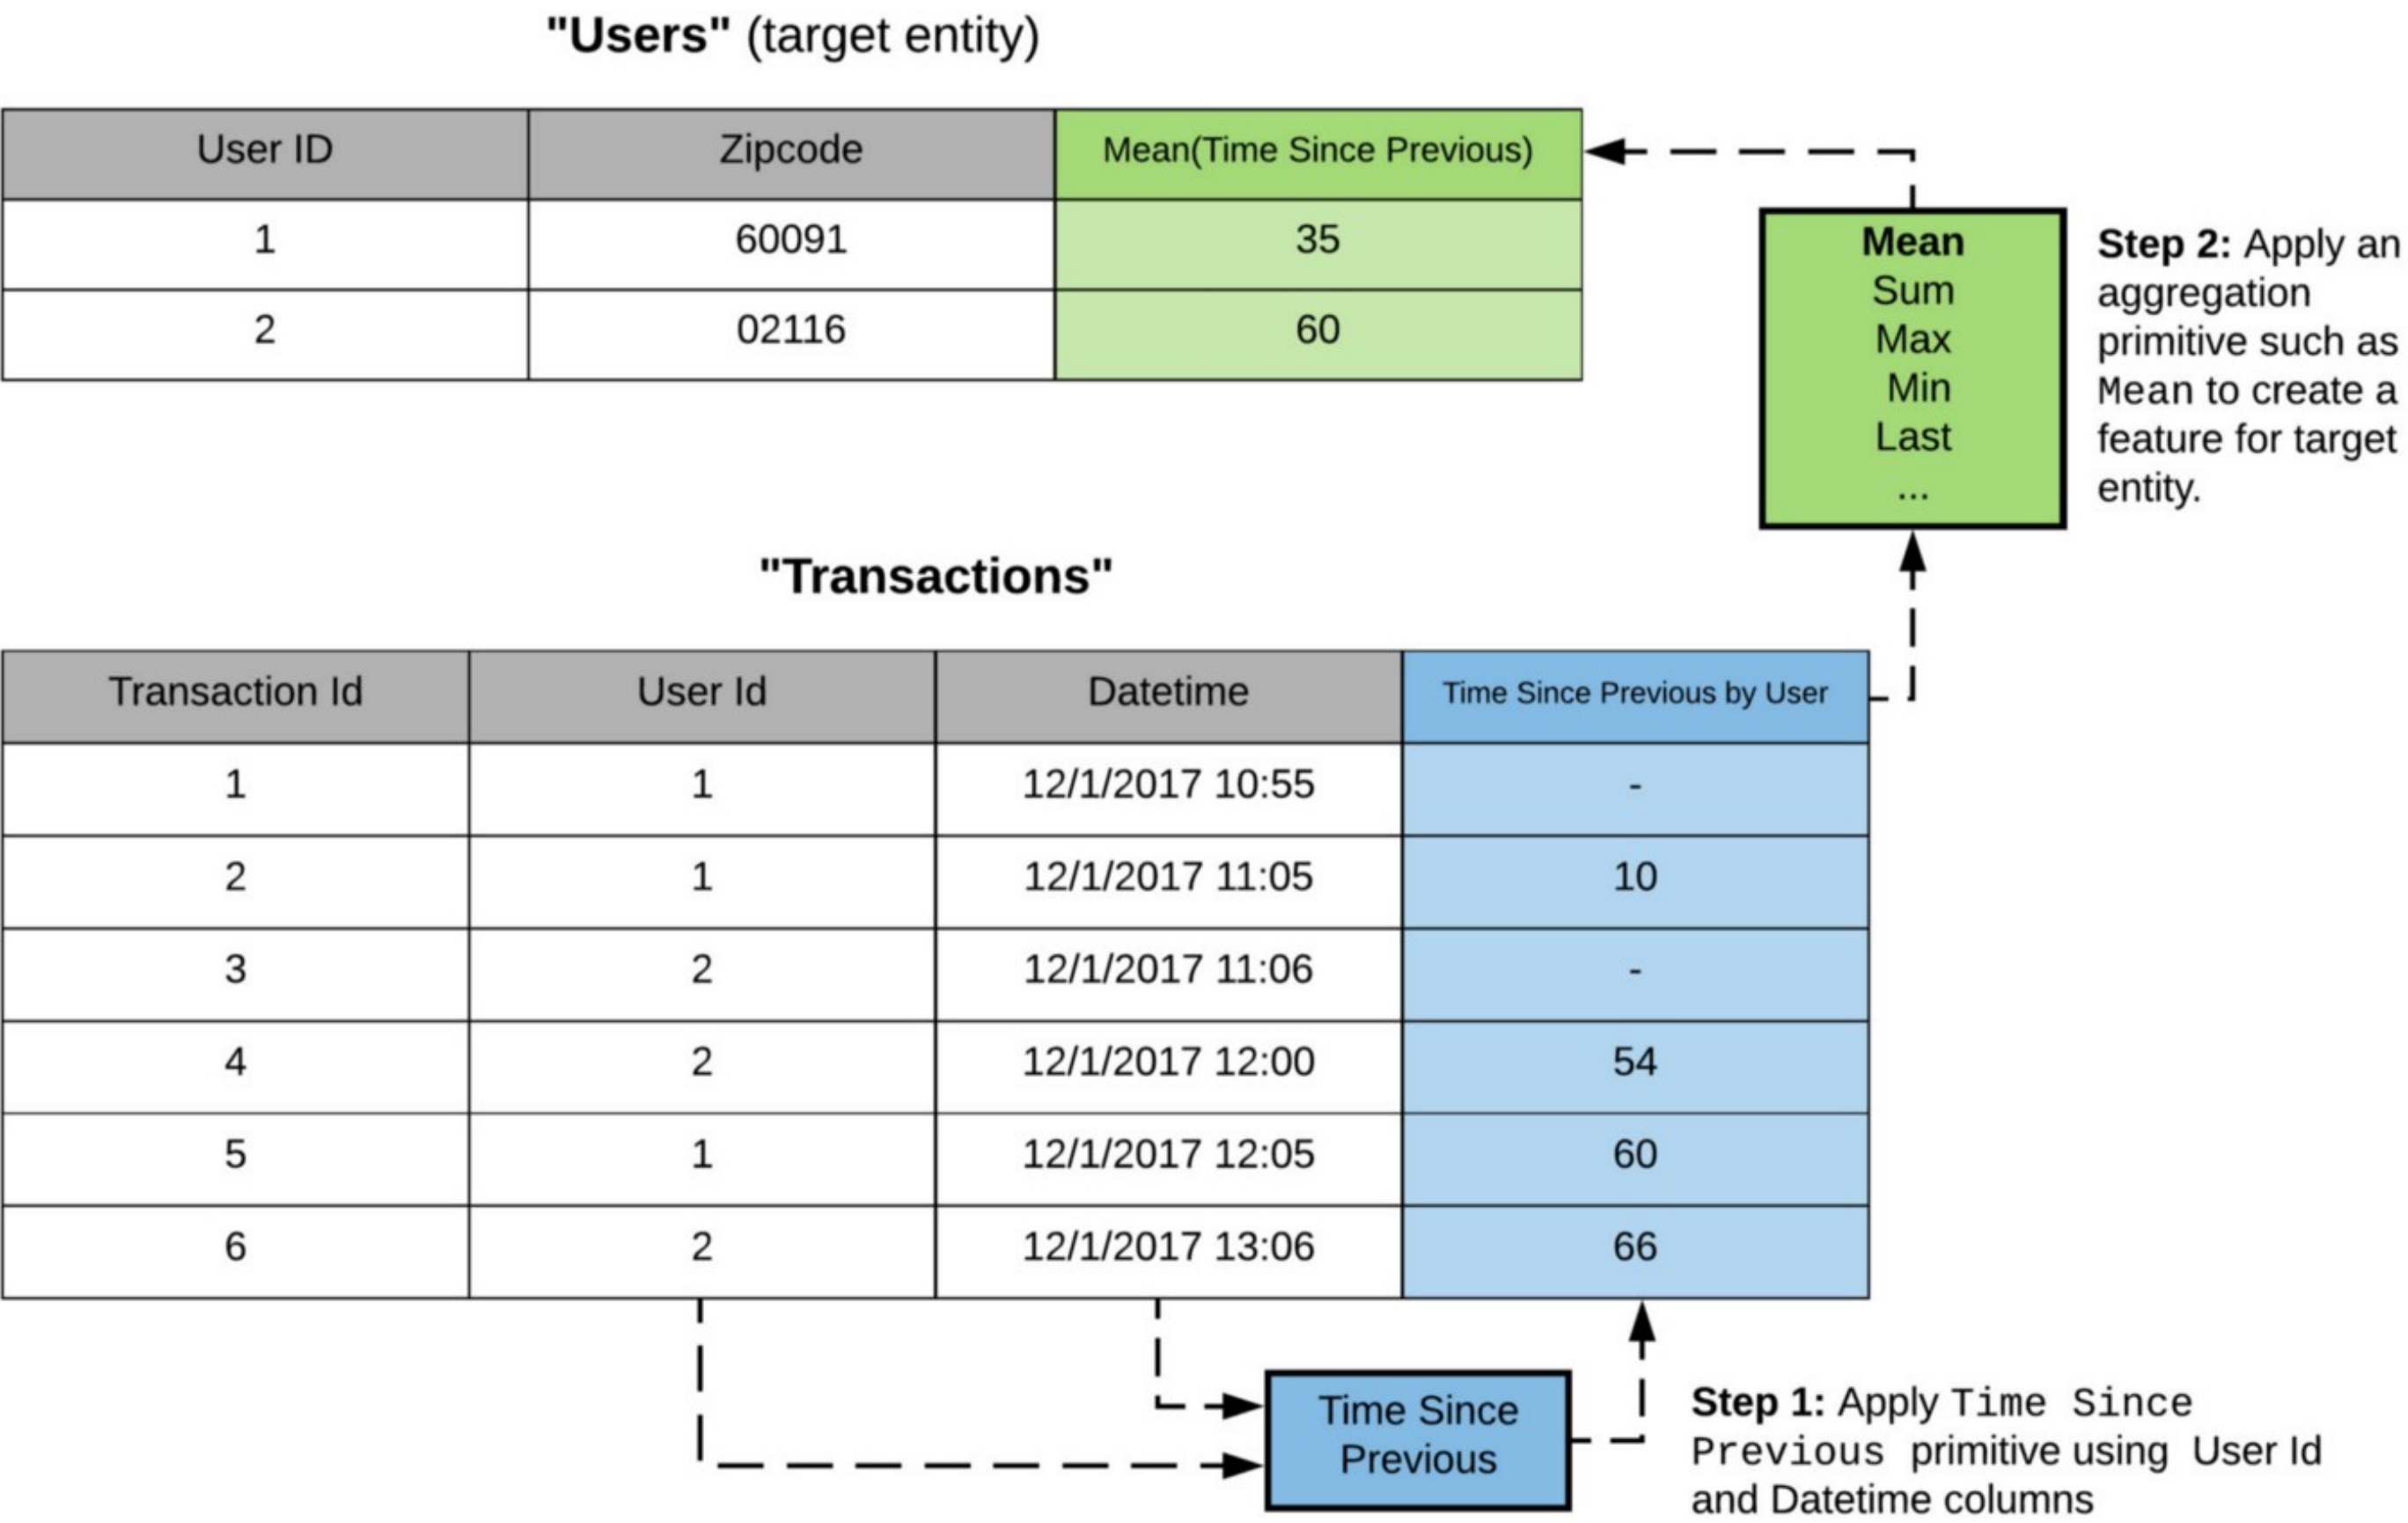 "Users" (target entity)
User ID Zipcode Mean(Time Since Previous)
1 60091 35
2 02116 60
Mean
Sum
Max
Min
Last
...
Step 2: Apply an
aggregation
primitive such as
Mean to create a
feature for target
entity.
"Transactions"
Transaction Id User Id Datetime Time Since Previous by User
1 1 12/1/2017 10:55 -
2 1 12/1/2017 11:05 10
3 2 12/1/2017 11:06 -
4 2 12/1/2017 12:00 54
5 1 12/1/2017 12:05 60
6 2 12/1/2017 13:06 66
Time Since
Previous
Step 1: Apply Time Since
Previous primitive using User Id
and Datetime columns